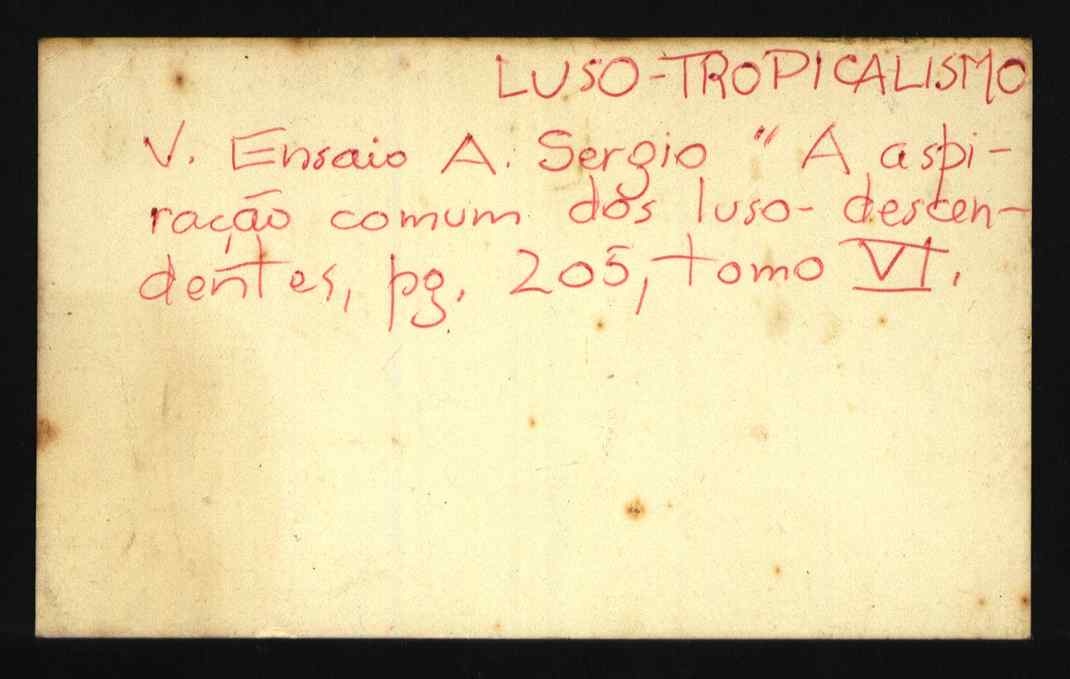 LUSO-TROPICALISMO
V. Ensaio A. Sergio "A aspi-
ração comum dos luso-descen-
dentes, pg. 205, tomo VI.